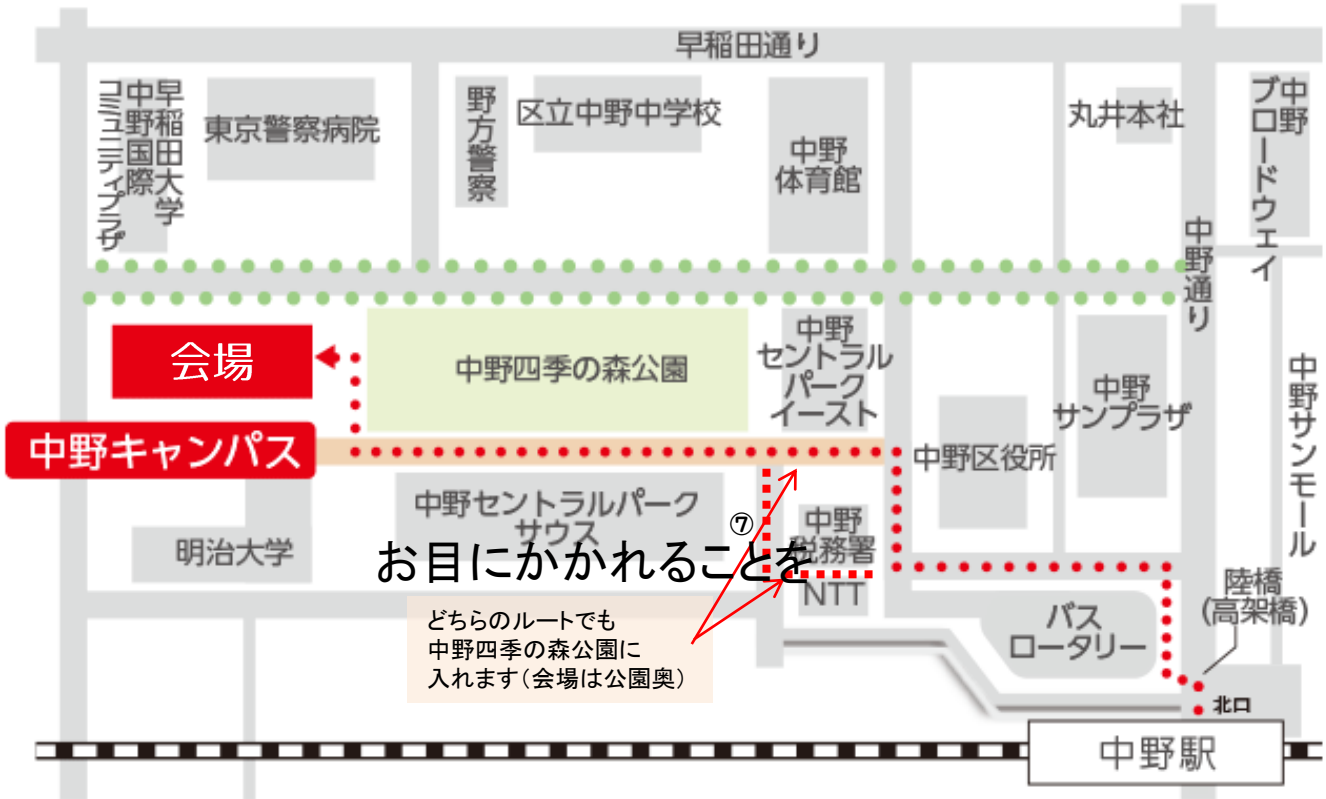 早稲田通り
早稲田大学
中野国際
コミュニティプラザ
東京警察病院
野方警察
区立中野中学校
中野
体育館
丸井本社
中野
ブロードウェイ
中野通り
会場
中野四季の森公園
中野
セントラル
パーク
イースト
中野
サンプラザ
中野サンモール
中野キャンパス
中野区役所
中野セントラルパーク
サウス
⑦
中野
税務署
明治大学
お目にかかれることを
NTT
どちらのルートでも
中野四季の森公園に
入れます（会場は公園奥）
バス
ロータリー
陸橋
(高架橋)
北口
中野駅